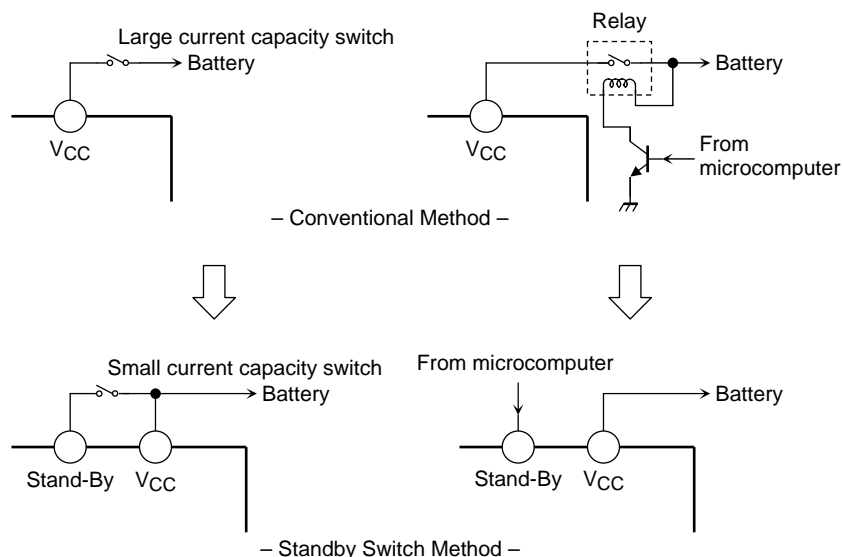 Large current capacity switch
Battery
VCC
Relay
Battery
VCC
From
microcomputer
– Conventional Method –
Small current capacity switch
Battery
Stand-By
VCC
From microcomputer
Battery
Stand-By
VCC
– Standby Switch Method –